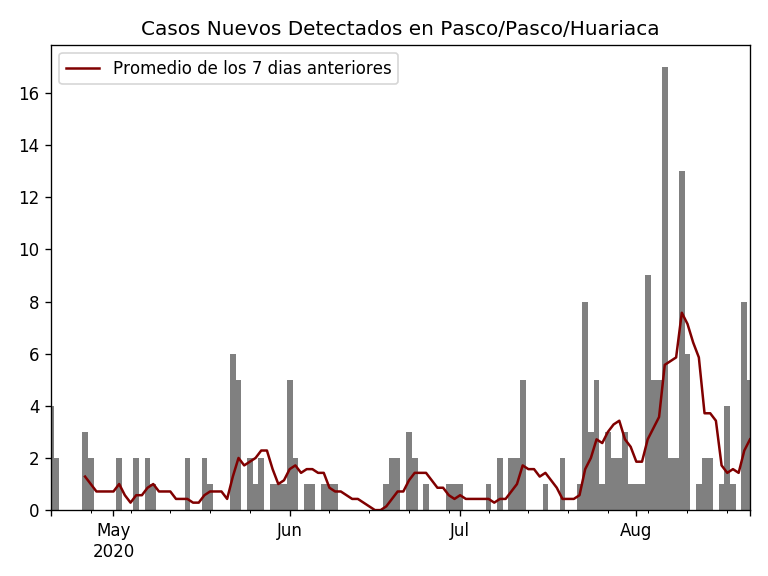 Casos Nuevos Detectados en Pasco/Pasco/Huariaca
Promedio de los 7 dias anteriores
16
14
12
10
8
6
4
2
0
May
2020
Jun
Jul
Aug